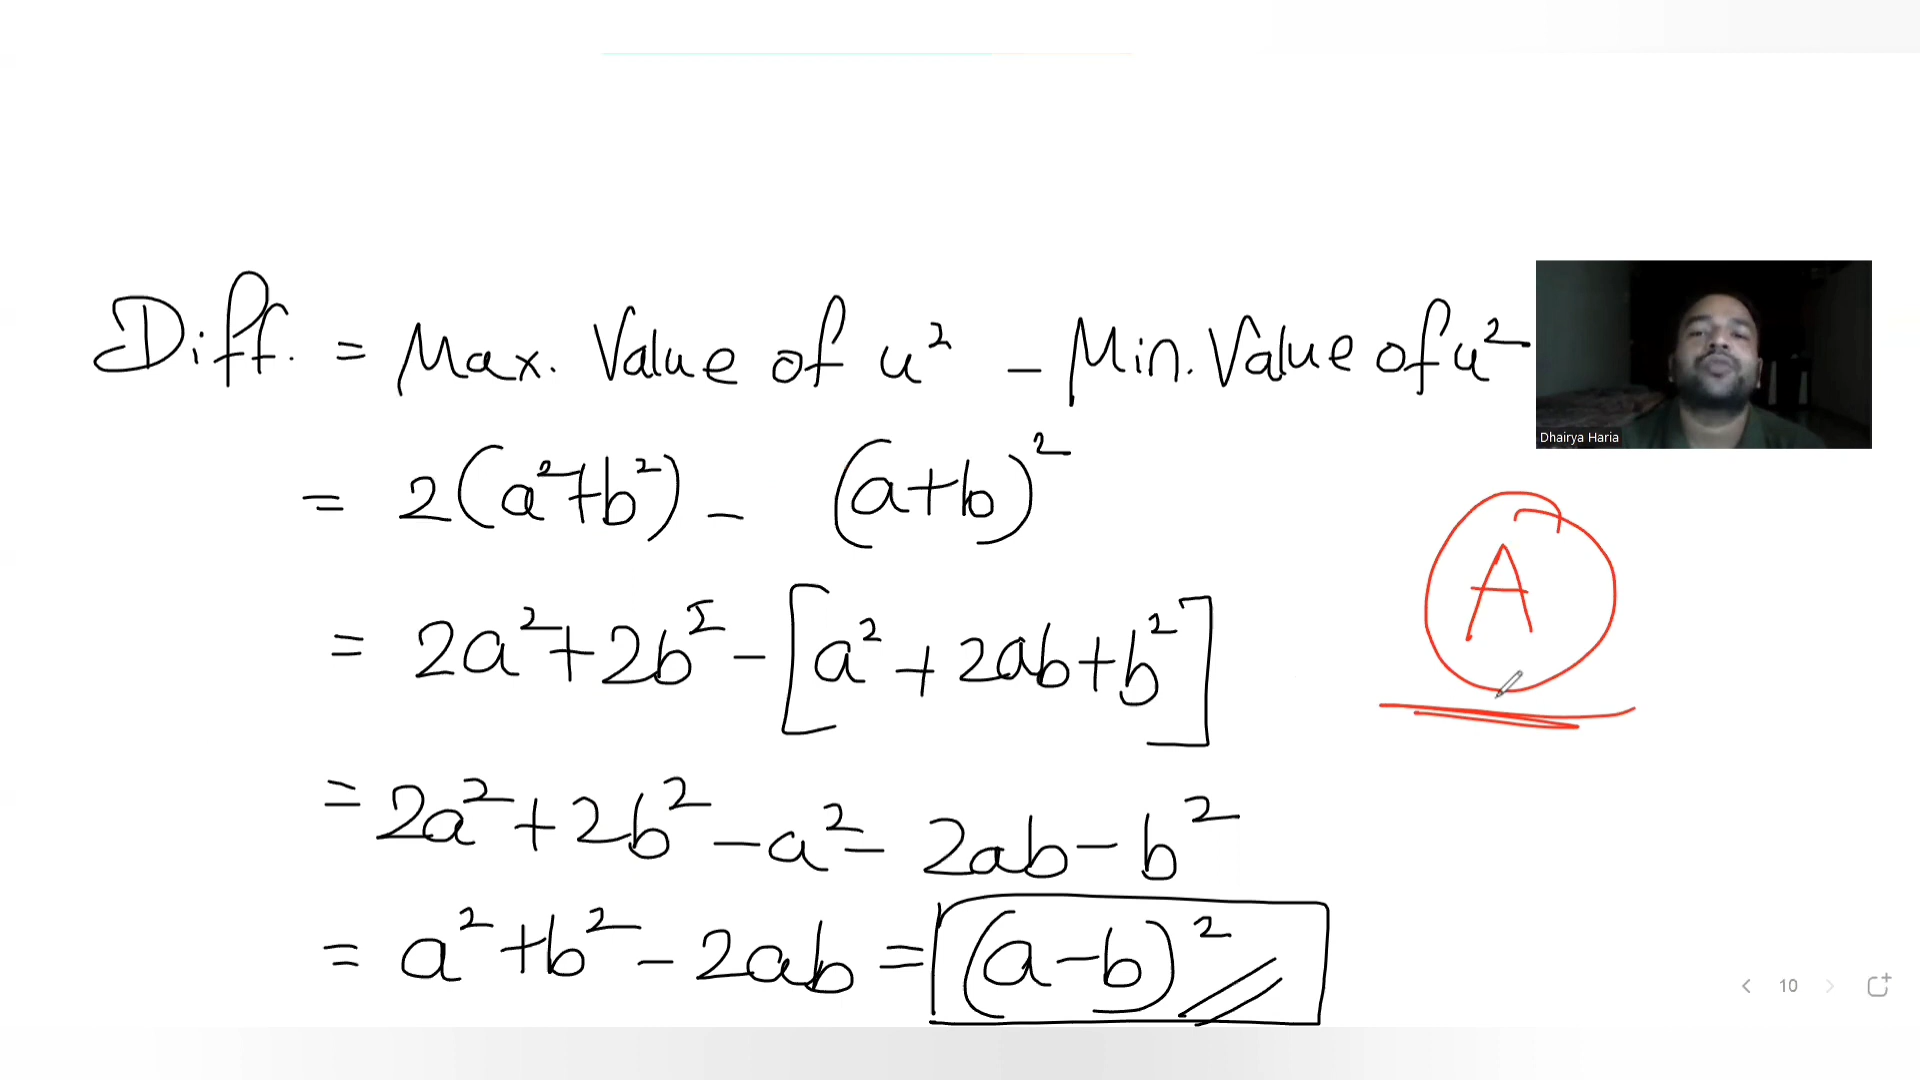 Diff. = Max. Value of u² - Min. Value of u²
Dhairya Haria
= 2(a²+b²) - (a+b)²
= 2a²+2b² - [a² + 2ab+b²]
A
= 2a² + 2b² - a² - 2ab - b²
= a² + b² - 2ab = (a-b)²
< 10 >